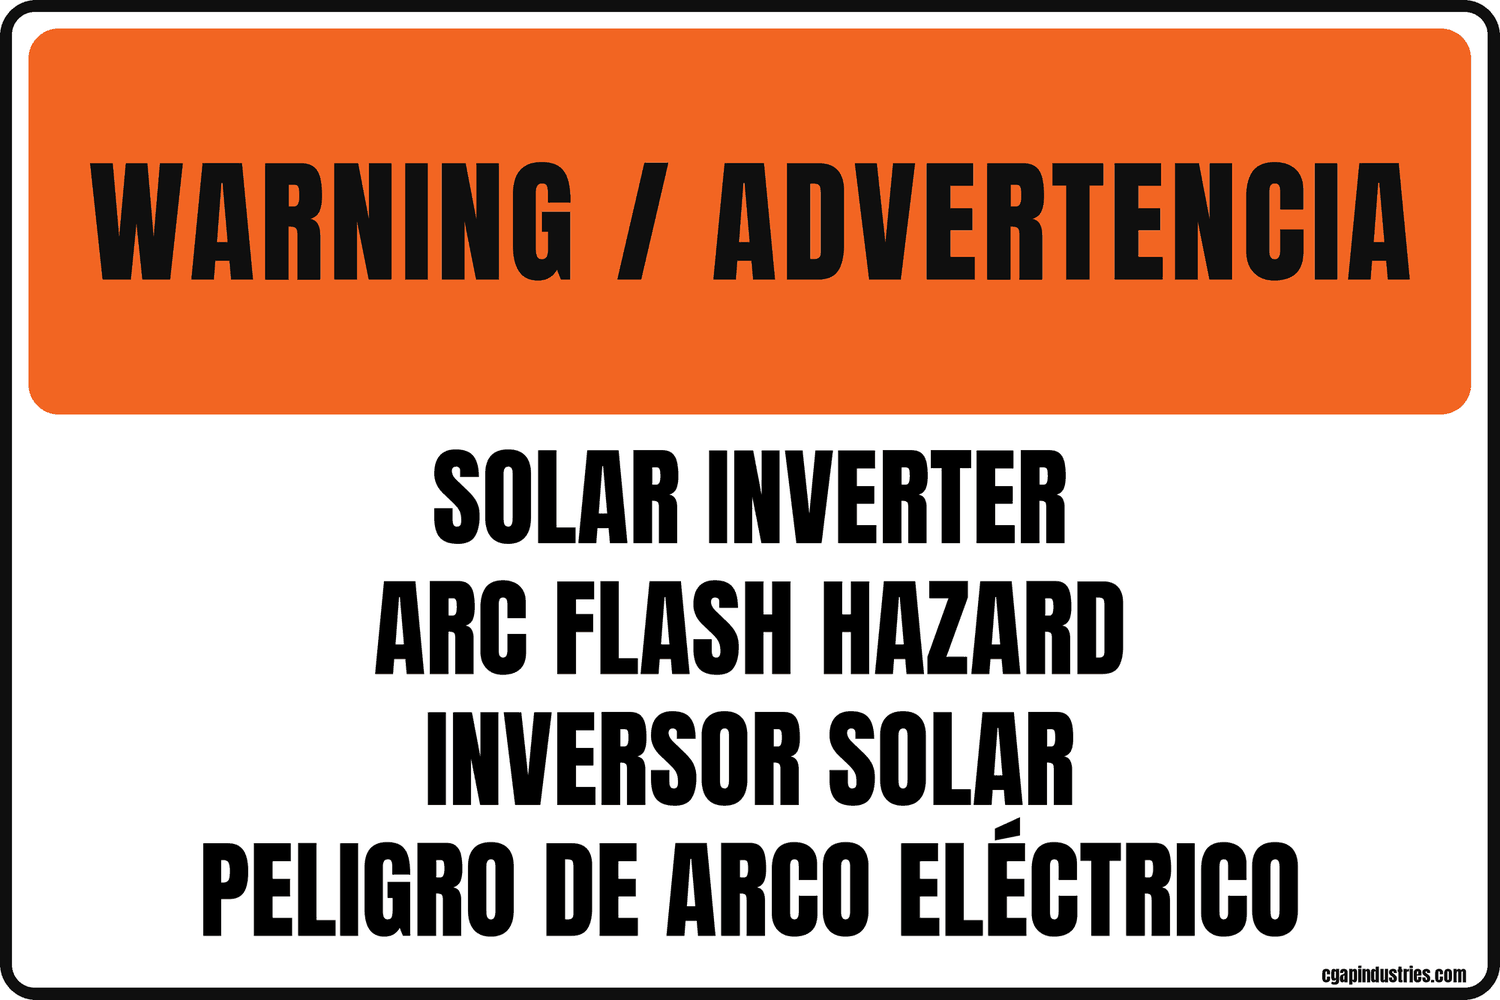 WARNING / ADVERTENCIA
SOLAR INVERTER
ARC FLASH HAZARD
INVERSOR SOLAR
PELIGRO DE ARCO ELÉCTRICO
cgapindustries.com